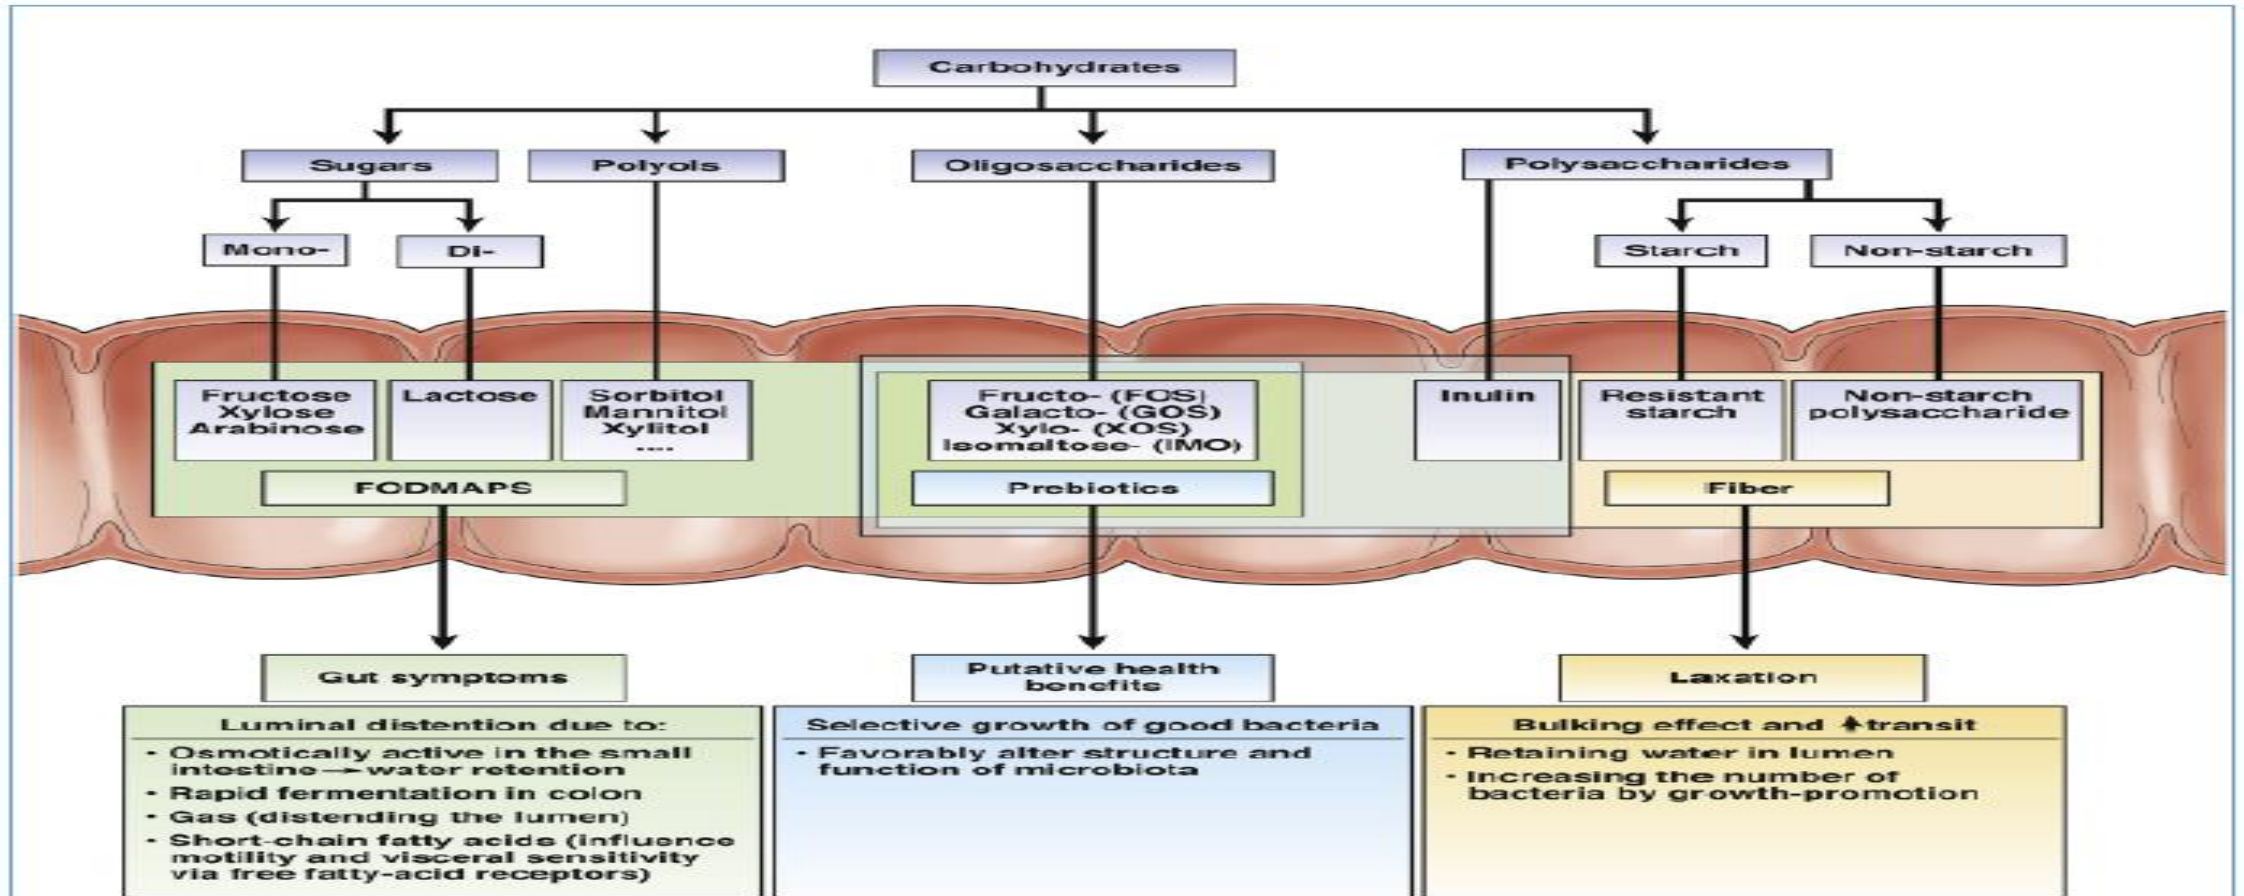 Carbohydrates
Sugars
Polyols
Oligosaccharides
Polysaccharides
Mono-
Di-
Starch
Non-starch
Fructose
Xylose
Arabinose
Lactose
Sorbitol
Mannitol
Xylitol
....
Fructo- (FOS)
Galacto- (GOS)
Xylo- (XOS)
Isomaltose- (IMO)
Inulin
Resistant
starch
Non-starch
polysaccharide
FODMAPS
Prebiotics
Fiber
Gut symptoms
Putative health
benefits
Laxation
Luminal distention due to:
• Osmotically active in the small
intestine → water retention
• Rapid fermentation in colon
• Gas (distending the lumen)
• Short-chain fatty acids (influence
motility and visceral sensitivity
via free fatty-acid receptors)
Selective growth of good bacteria
• Favorably alter structure and
function of microbiota
Bulking effect and ↑ transit
• Retaining water in lumen
• Increasing the number of
bacteria by growth-promotion